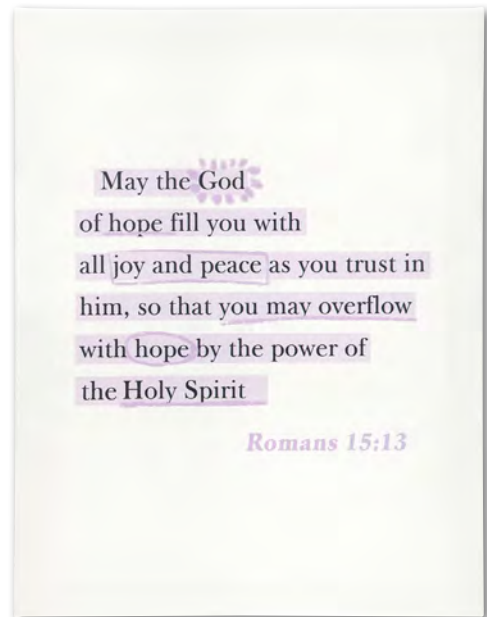 May the God
of hope fill you with
all joy and peace as you trust in
him, so that you may overflow
with hope by the power of
the Holy Spirit
Romans 15:13